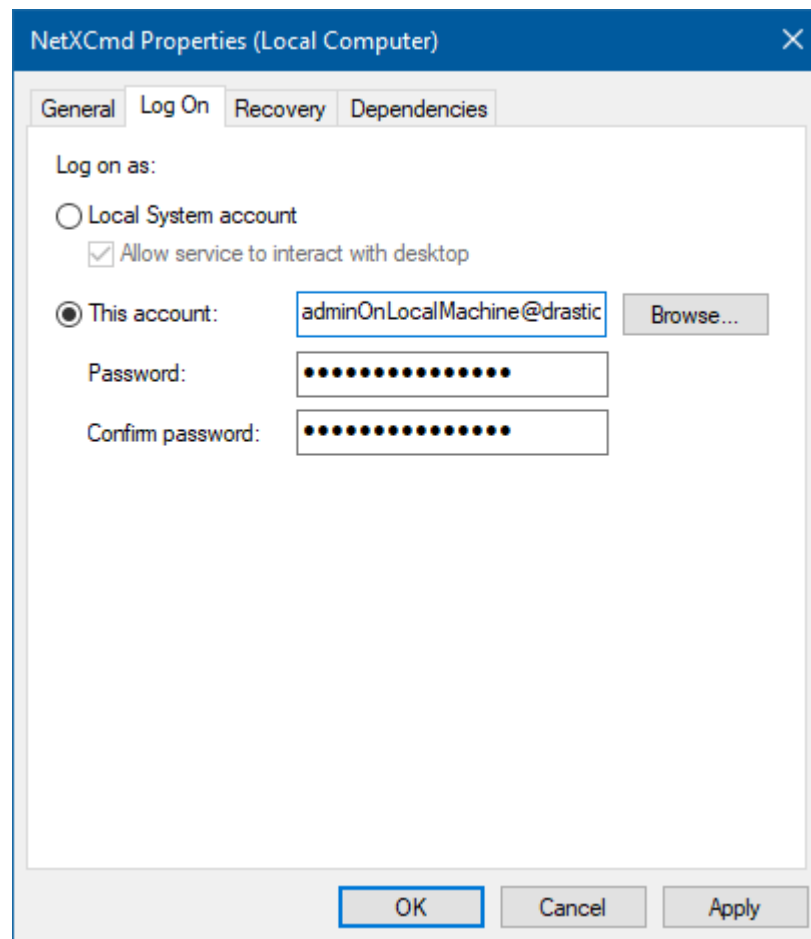 NetXCmd Properties (Local Computer)
General Log On Recovery Dependencies
Log on as:
Local System account
Allow service to interact with desktop
This account: adminOnLocalMachine@drastic Browse...
Password: ●●●●●●●●●●●●●●●
Confirm password: ●●●●●●●●●●●●●●●
OK Cancel Apply